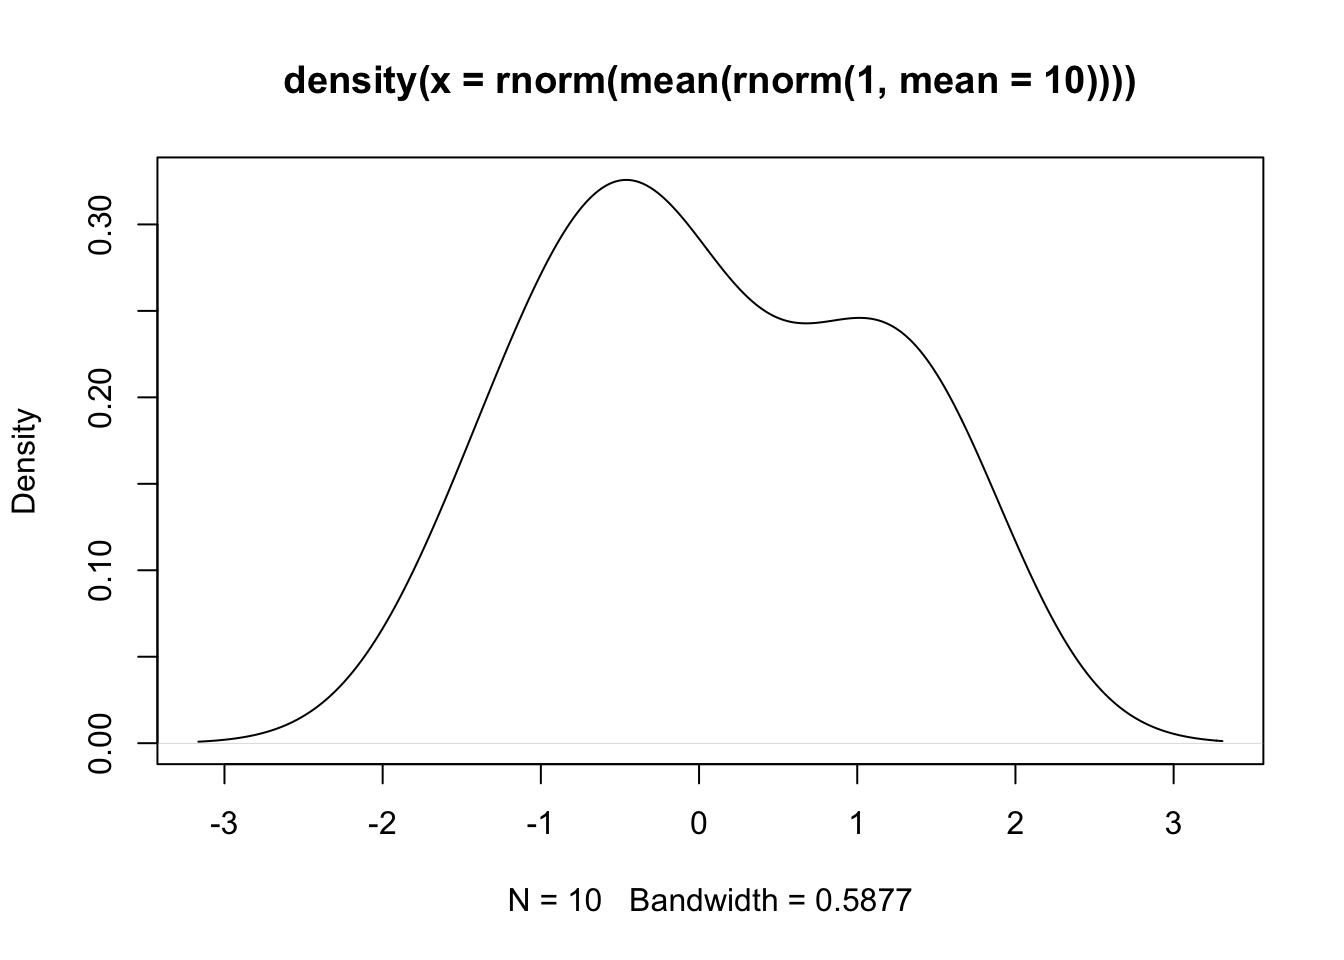 density(x = rnorm(mean(rnorm(1, mean = 10))))
Density
0.30
0.20
0.10
0.00
-3 -2 -1 0 1 2 3
N = 10 Bandwidth = 0.5877